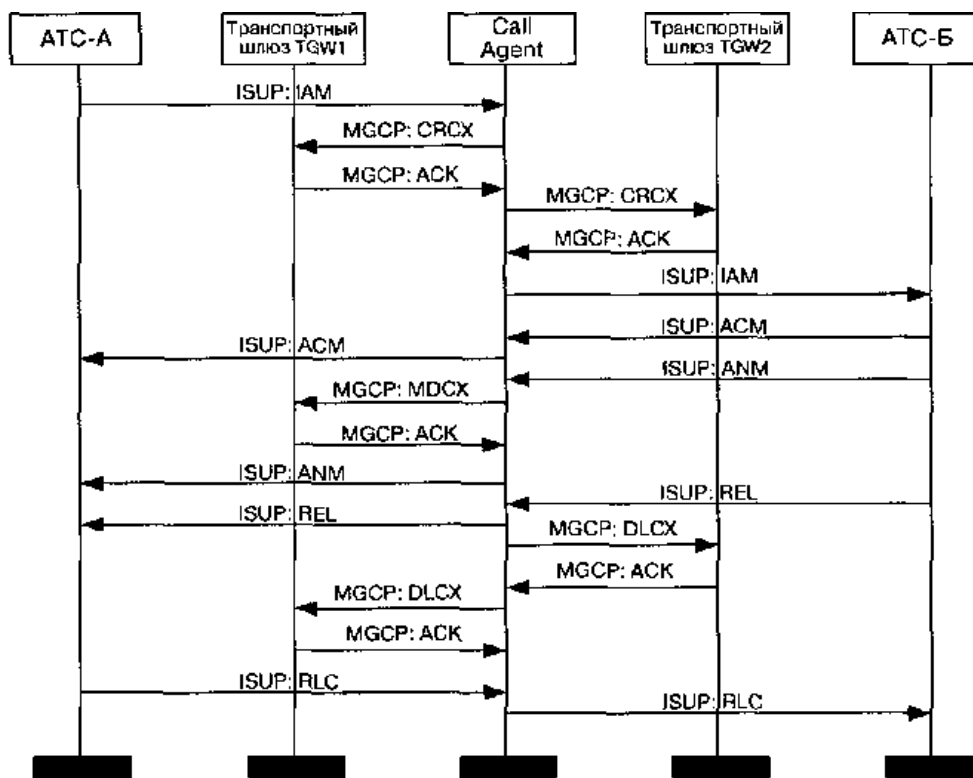 АТС-А
Транспортный
шлюз TGW1
Call
Agent
Транспортный
шлюз TGW2
АТС-Б
ISUP: IAM
MGCP: CRCX
MGCP: ACK
MGCP: CRCX
MGCP: ACK
ISUP: IAM
ISUP: ACM
ISUP: ACM
ISUP: ANM
MGCP: MDCX
MGCP: ACK
ISUP: ANM
ISUP: REL
ISUP: REL
MGCP: DLCX
MGCP: ACK
MGCP: DLCX
MGCP: ACK
ISUP: RLC
ISUP: RLC